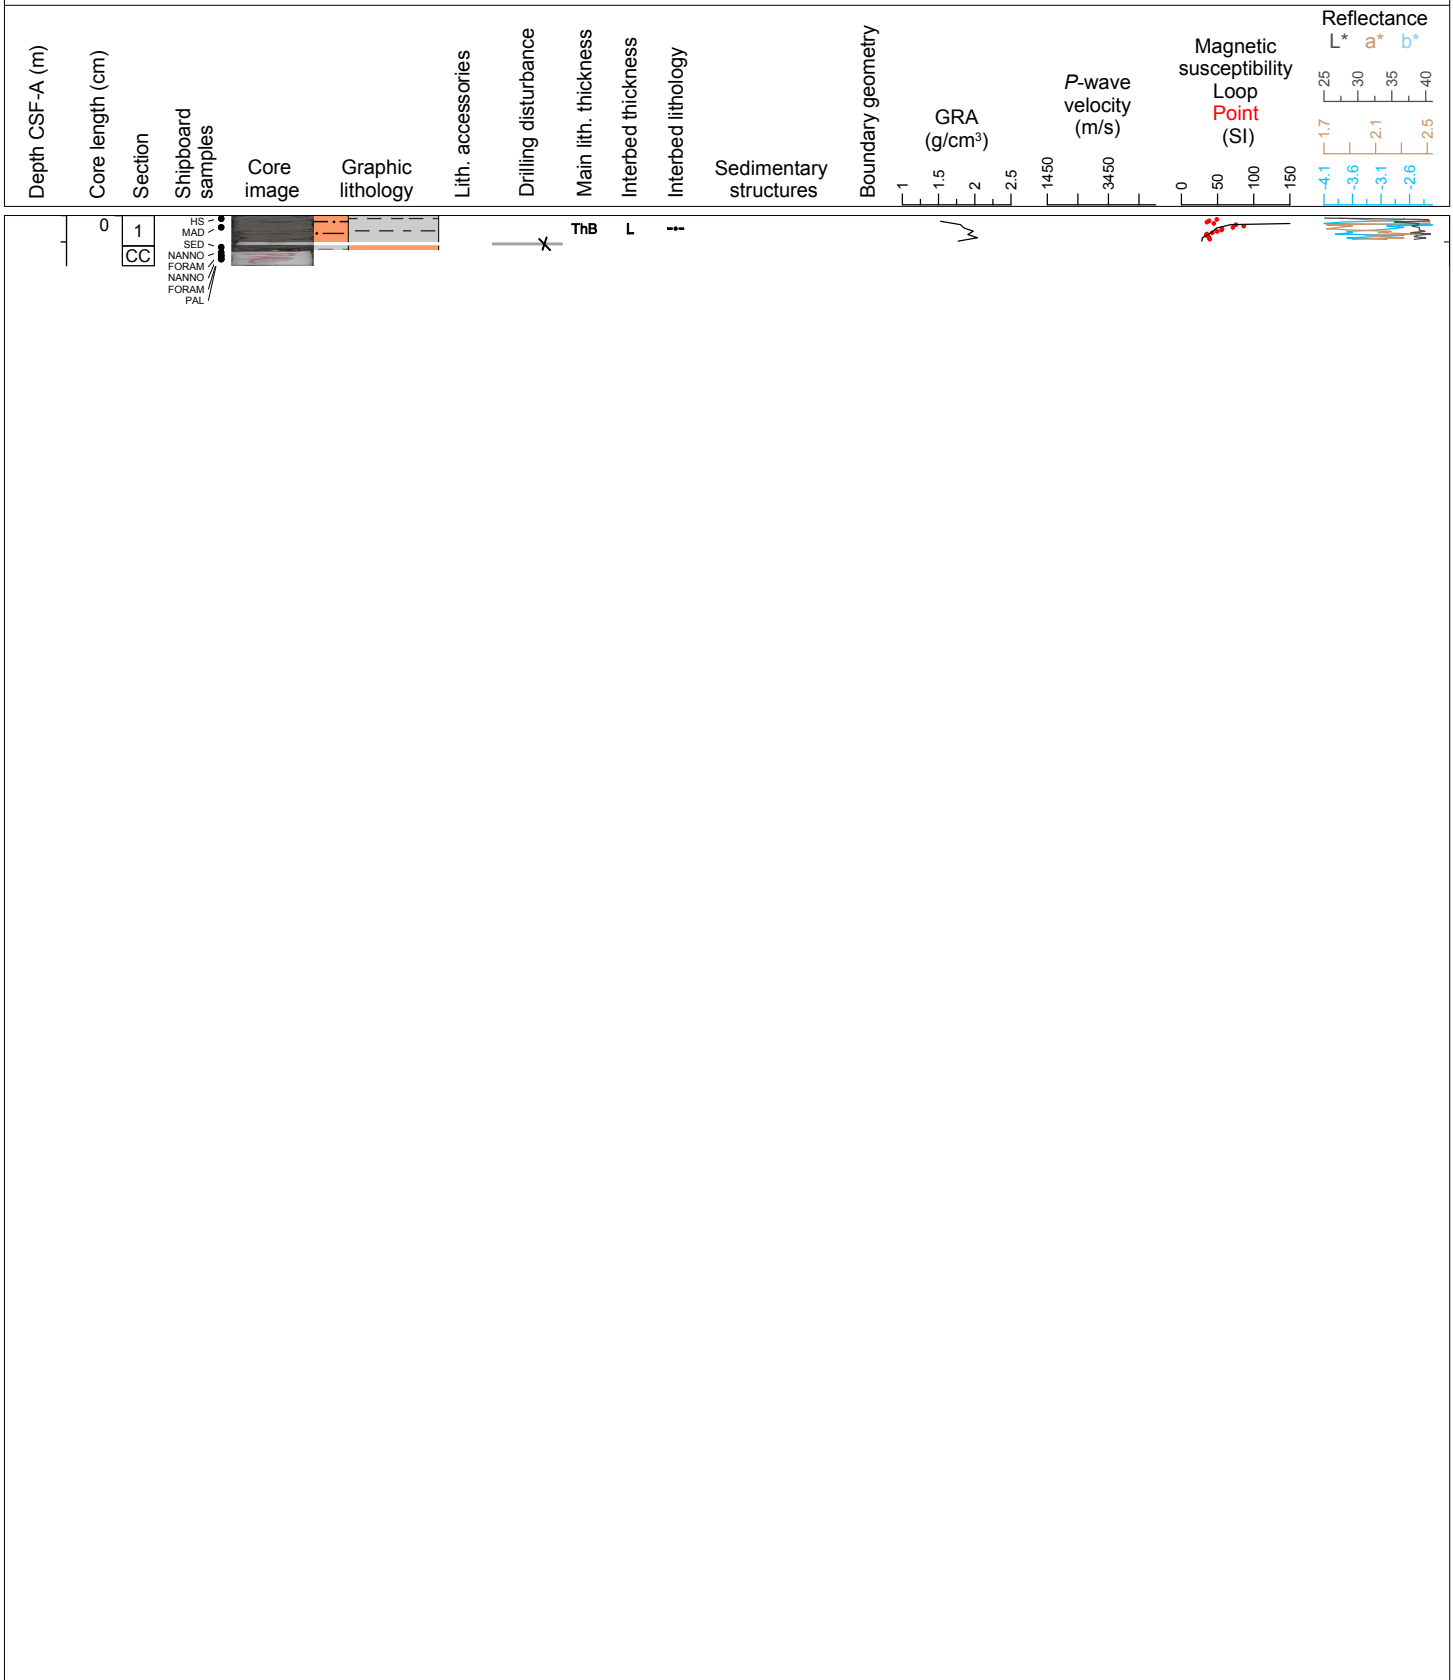 Depth CSF-A (m)
Core length (cm)
Section
Shipboard
samples
Core
image
Graphic
lithology
Lith. accessories
Drilling disturbance
Main lith. thickness
Interbed thickness
Interbed lithology
Sedimentary
structures
Boundary geometry
GRA
(g/cm³)
1
1.5
2
2.5
P-wave
velocity
(m/s)
1450
3450
Magnetic
susceptibility
Loop
Point
(SI)
0
50
100
150
Reflectance
L* a* b*
25
30
35
40
1.7
2.1
2.5
-4.1
-3.6
-3.1
-2.6
0
1
CC
HS
MAD
SED
NANNO
FORAM
NANNO
FORAM
PAL
ThB
L